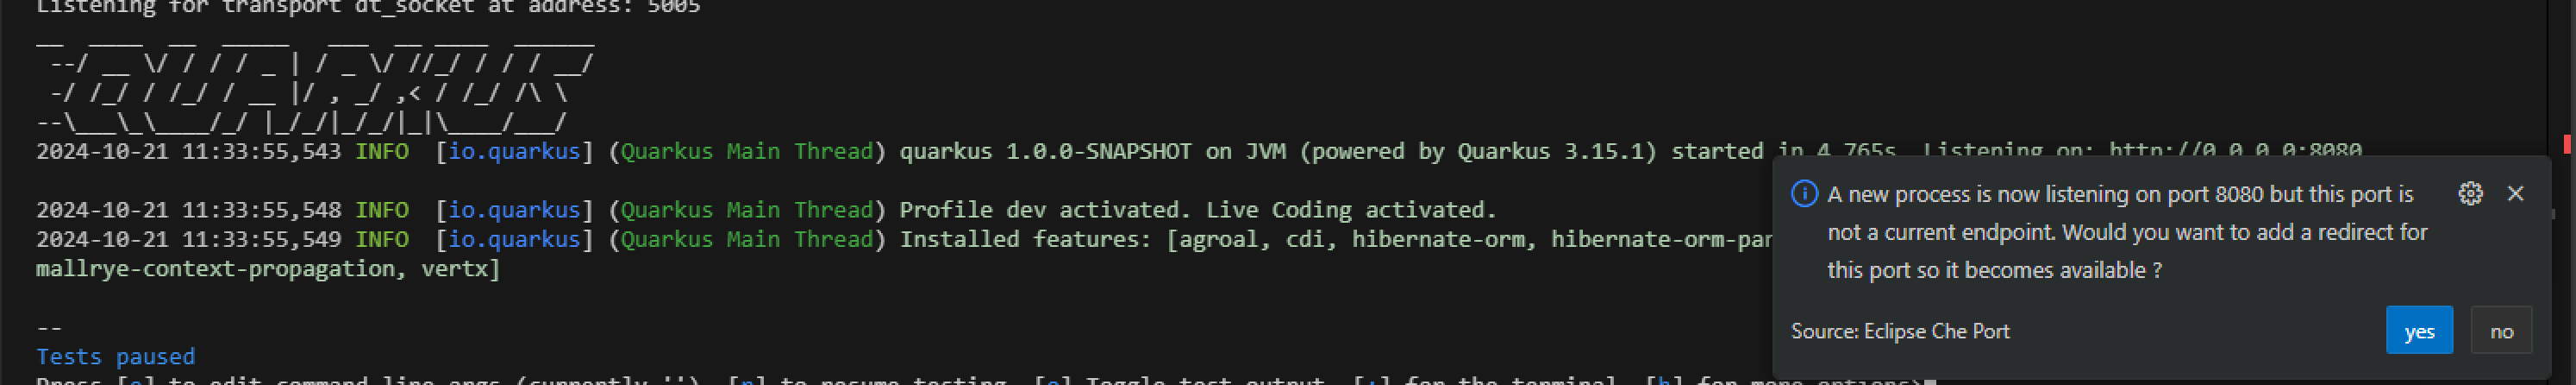 Listening for transport dt_socket at address: 5005
__  ____  __  _____   ___  __ ____  ______
 --/ __ \/ / / / _ | / _ \/ //_/ / / / __/
 -/ /_/ / /_/ / __ |/ , _/ ,< / /_/ /\ \
--\___\_\____/_/ |_/_/|_/_/|_|\____/___/
2024-10-21 11:33:55,543 INFO  [io.quarkus] (Quarkus Main Thread) quarkus 1.0.0-SNAPSHOT on JVM (powered by Quarkus 3.15.1) started in 4.765s. Listening on: http://0.0.0.0:8080
2024-10-21 11:33:55,548 INFO  [io.quarkus] (Quarkus Main Thread) Profile dev activated. Live Coding activated.
2024-10-21 11:33:55,549 INFO  [io.quarkus] (Quarkus Main Thread) Installed features: [agroal, cdi, hibernate-orm, hibernate-orm-pan
mallrye-context-propagation, vertx]
--
Tests paused
Press [e] to edit command line args (currently ''), [r] to resume testing, [o] Toggle test output, [:] for the terminal, [h] for more options>
A new process is now listening on port 8080 but this port is
not a current endpoint. Would you want to add a redirect for
this port so it becomes available ?
Source: Eclipse Che Port
yes
no